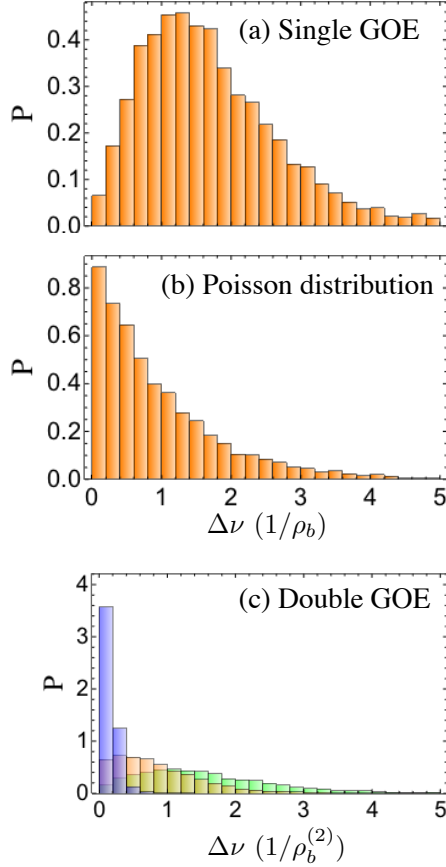 (a) Single GOE
P
0.4
0.3
0.2
0.1
0.0
(b) Poisson distribution
P
0.8
0.6
0.4
0.2
0.0
0 1 2 3 4 5
Δν (1/ρ_b)
(c) Double GOE
P
4
3
2
1
0
0 1 2 3 4 5
Δν (1/ρ_b^(2))